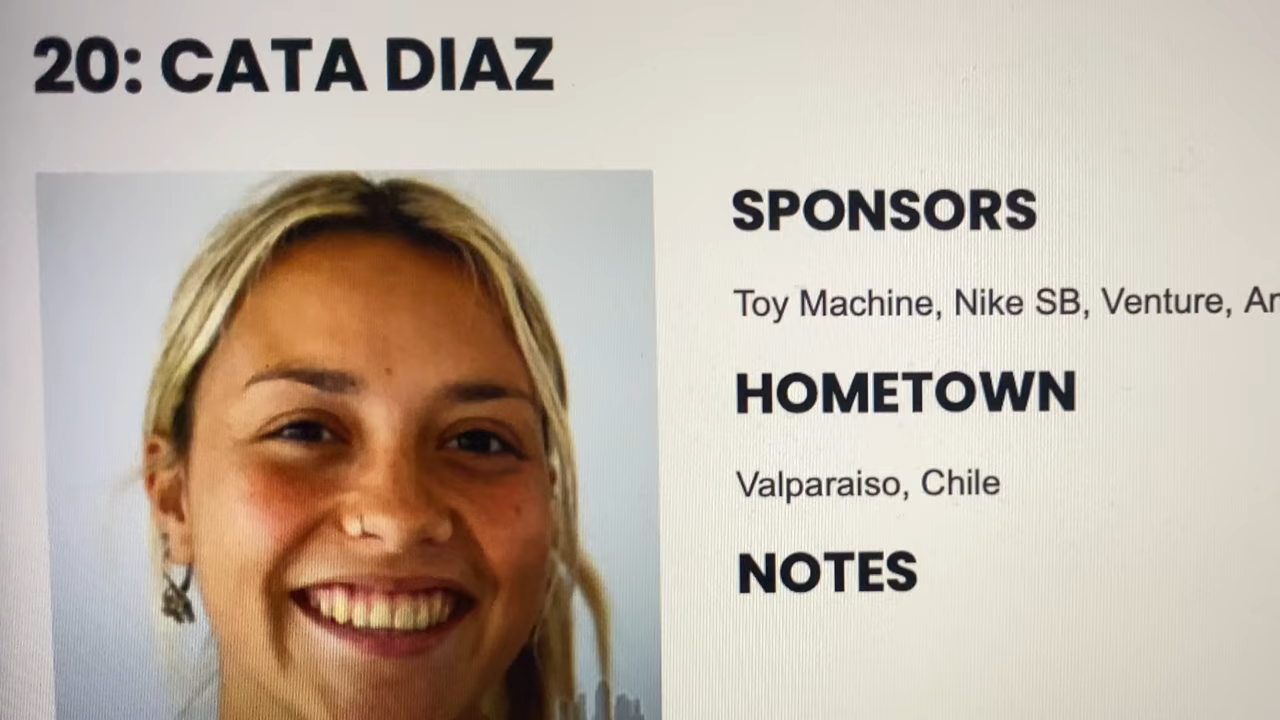 20: CATA DIAZ
SPONSORS
Toy Machine, Nike SB, Venture,
HOMETOWN
Valparaiso, Chile
NOTES